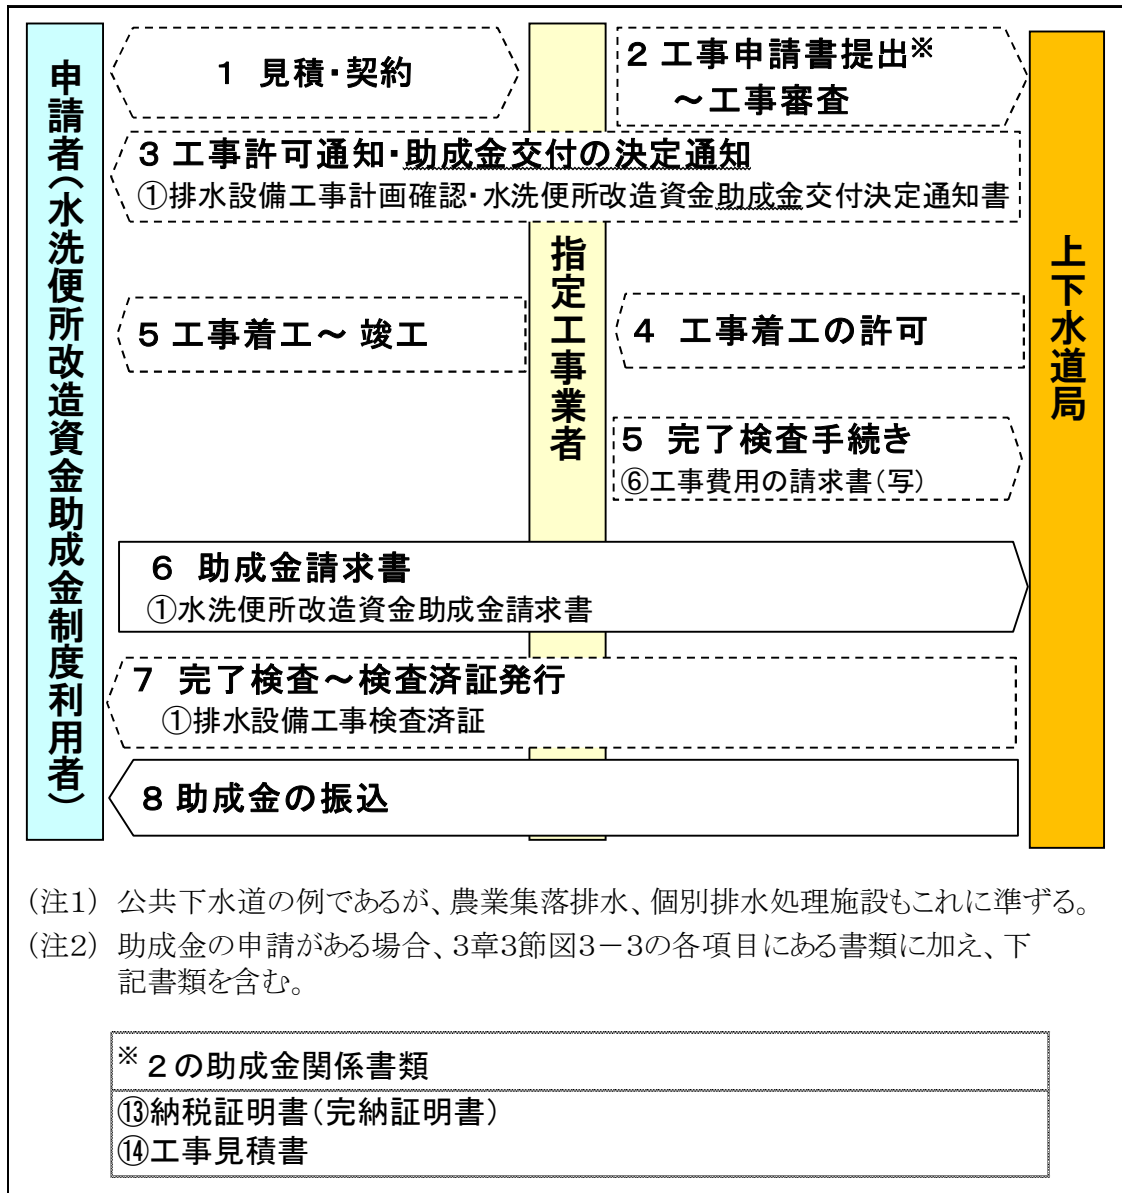 申請者(水洗便所改造資金助成金制度利用者)
指定工事業者
上下水道局
1 見積・契約
2 工事申請書提出※
~工事審査
3 工事許可通知・助成金交付の決定通知
①排水設備工事計画確認・水洗便所改造資金助成金交付決定通知書
5 工事着工~ 竣工
4 工事着工の許可
5 完了検査手続き
⑥工事費用の請求書(写)
6 助成金請求書
①水洗便所改造資金助成金請求書
7 完了検査~検査済証発行
①排水設備工事検査済証
8 助成金の振込
(注1) 公共下水道の例であるが、農業集落排水、個別排水処理施設もこれに準ずる。
(注2) 助成金の申請がある場合、3章3節図3-3の各項目にある書類に加え、下
記書類を含む。
※2の助成金関係書類
⑬納税証明書(完納証明書)
⑭工事見積書